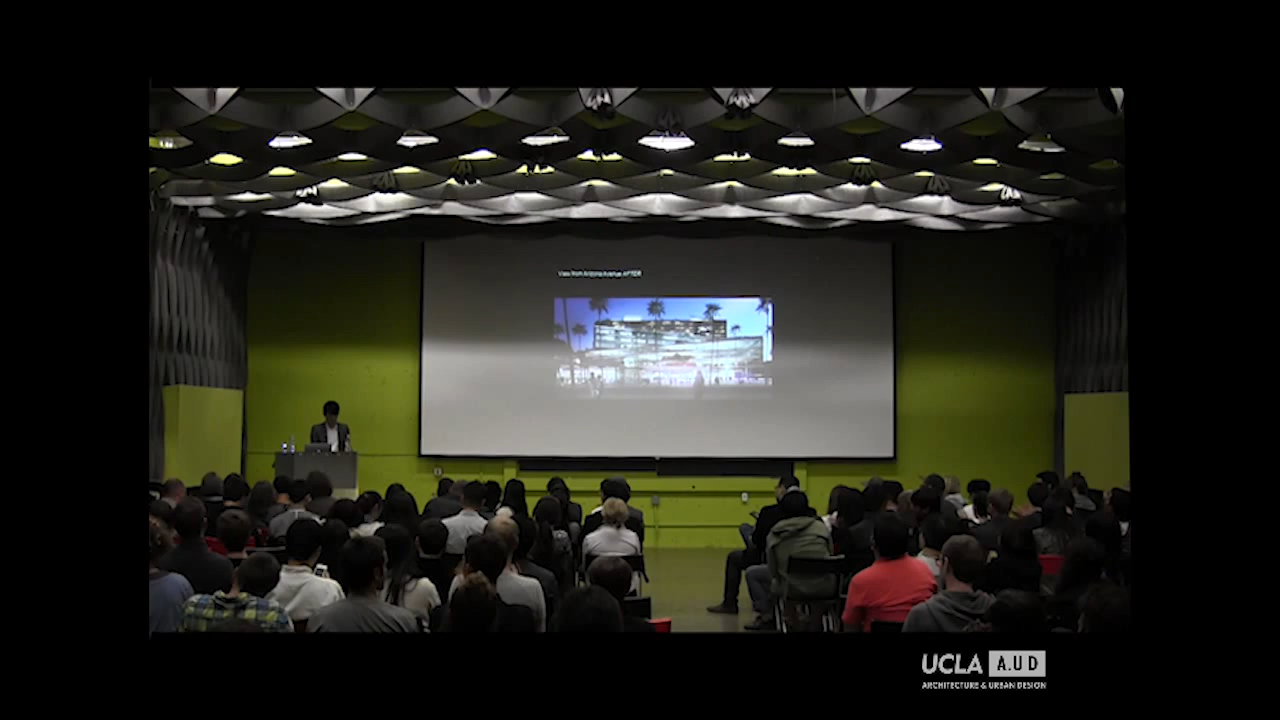 View from Arizona Avenue AFTER
UCLA A.UD
ARCHITECTURE & URBAN DESIGN